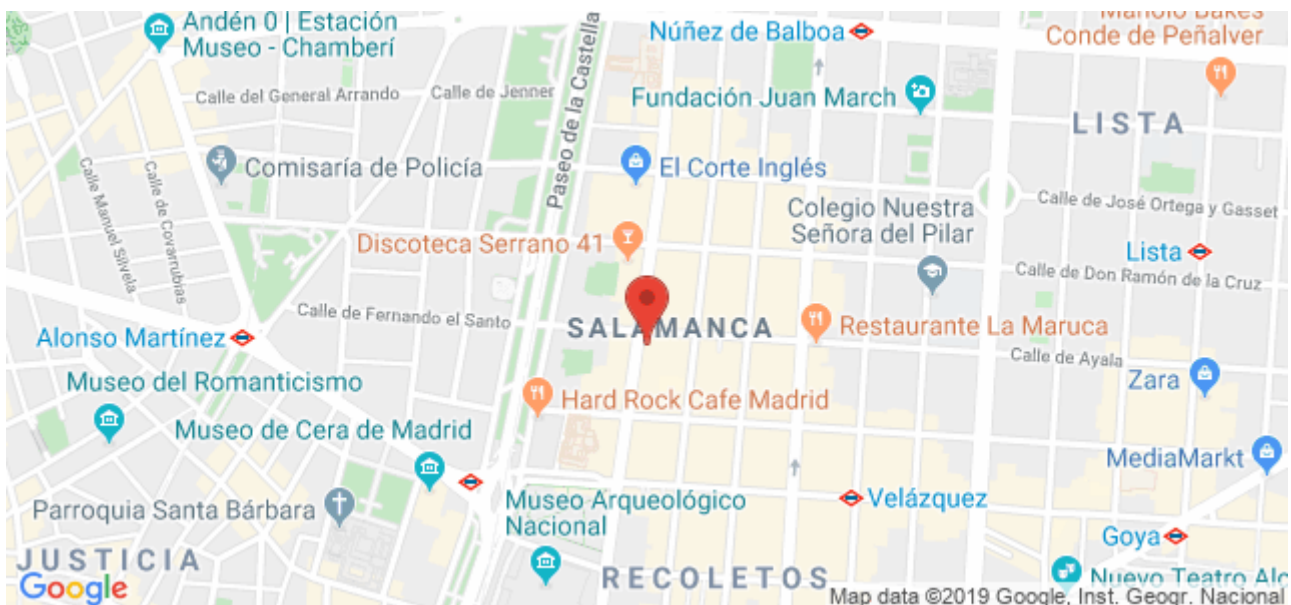 Andén 0 | Estación
Museo - Chamberí
Núñez de Balboa
Manolo Bakes
Conde de Peñalver
Calle del General Arrando
Calle de Jenner
Paseo de la Castella
Fundación Juan March
LISTA
Comisaría de Policía
El Corte Inglés
Calle Manuel Silvela
Calle de Covarrubias
Calle de José Ortega y Gasset
Colegio Nuestra
Señora del Pilar
Discoteca Serrano 41
Lista
Calle de Don Ramón de la Cruz
Calle de Fernando el Santo
SALAMANCA
Restaurante La Maruca
Alonso Martínez
Calle de Ayala
Museo del Romanticismo
Zara
Hard Rock Cafe Madrid
Museo de Cera de Madrid
MediaMarkt
Parroquia Santa Bárbara
Museo Arqueológico
Nacional
Velázquez
Goya
JUSTICIA
RECOLETOS
Nuevo Teatro Alc
Google
Map data ©2019 Google, Inst. Geogr. Nacional